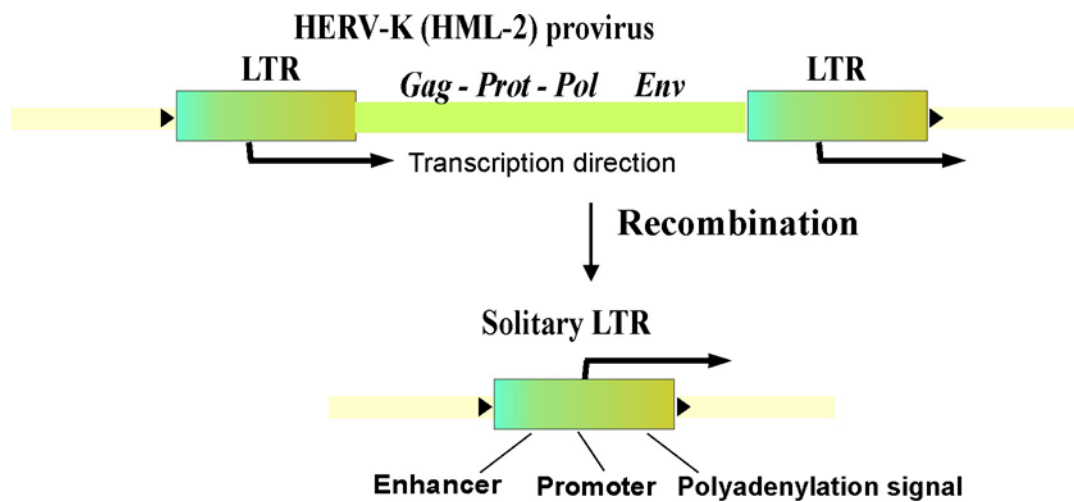 HERV-K (HML-2) provirus
LTR
Gag - Prot - Pol Env
LTR
Transcription direction
Recombination
Solitary LTR
Enhancer
Promoter
Polyadenylation signal